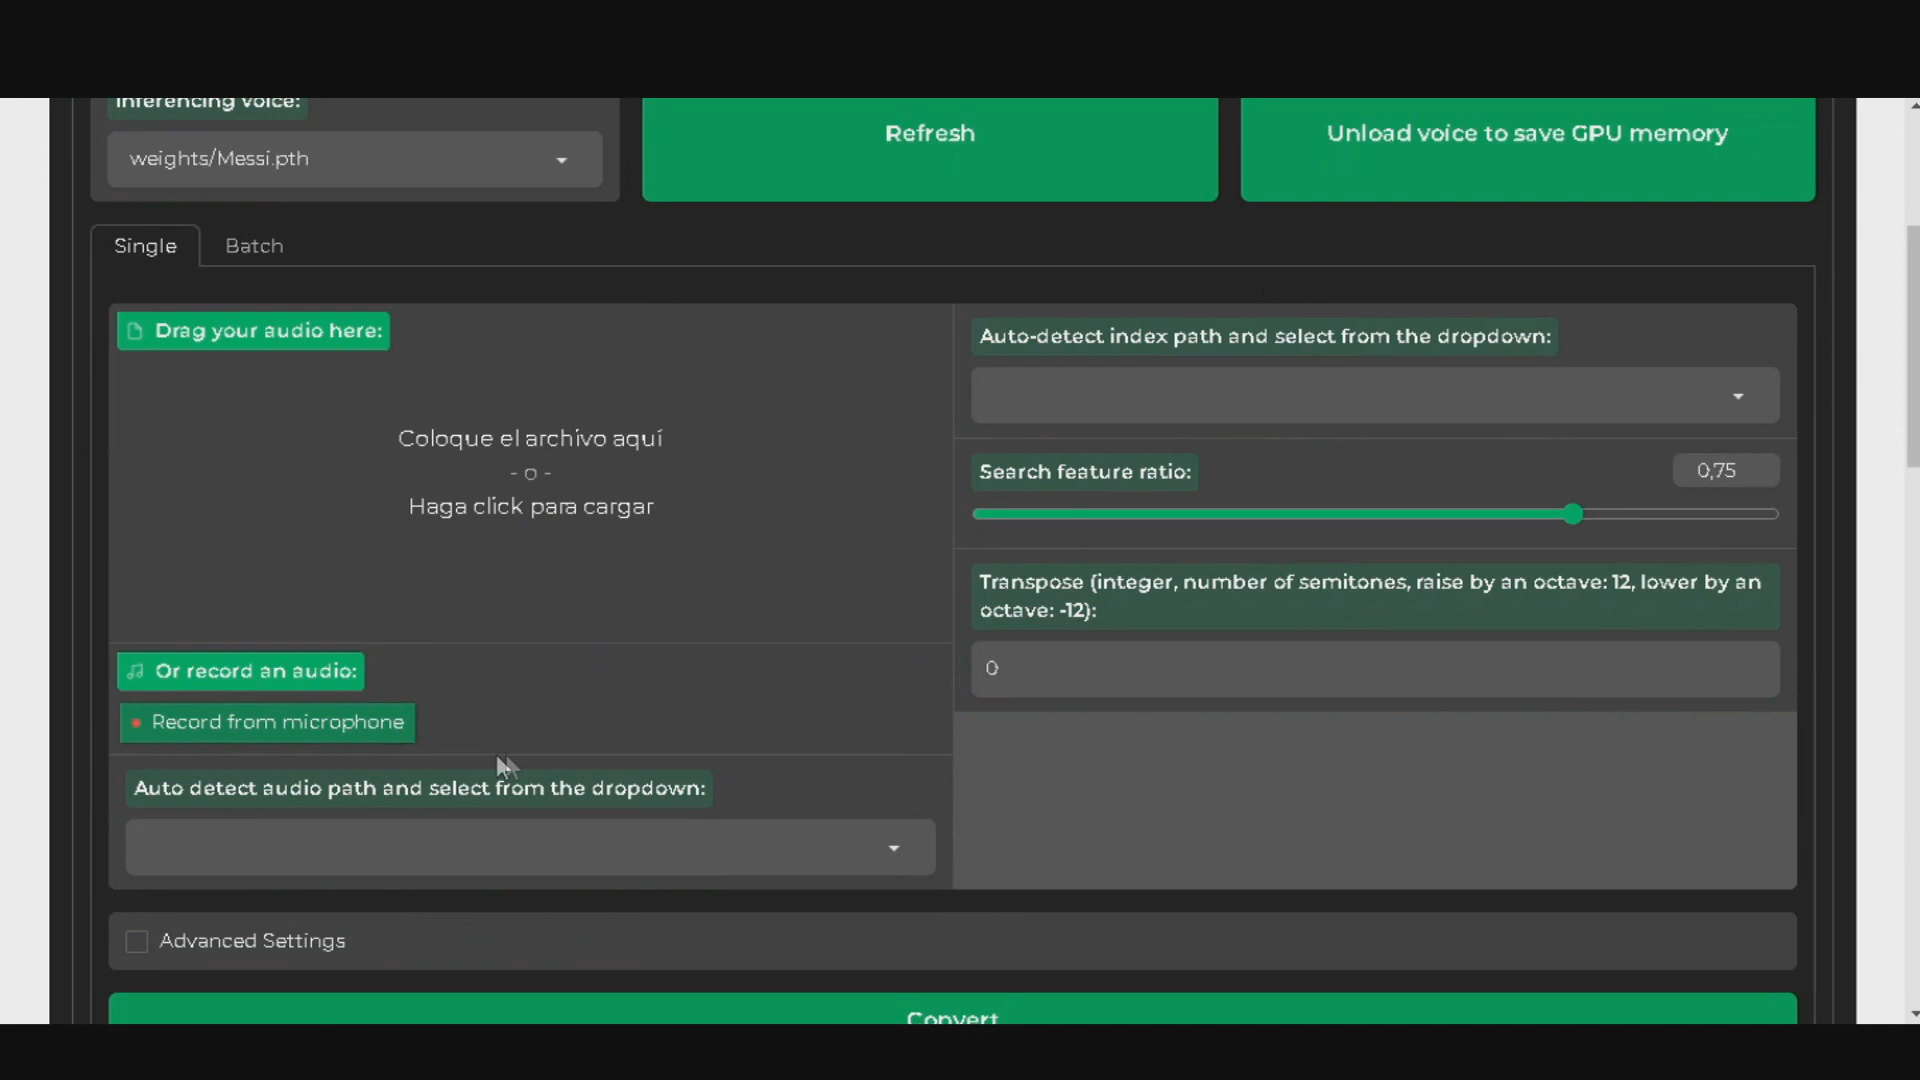 Inferencing voice:
weights/Messi.pth
Refresh
Unload voice to save GPU memory
Single
Batch
Drag your audio here:
Coloque el archivo aquí
- o -
Haga click para cargar
Or record an audio:
Record from microphone
Auto detect audio path and select from the dropdown:
Auto-detect index path and select from the dropdown:
Search feature ratio:
0,75
Transpose (integer, number of semitones, raise by an octave: 12, lower by an
octave: -12):
0
Advanced Settings
Convert